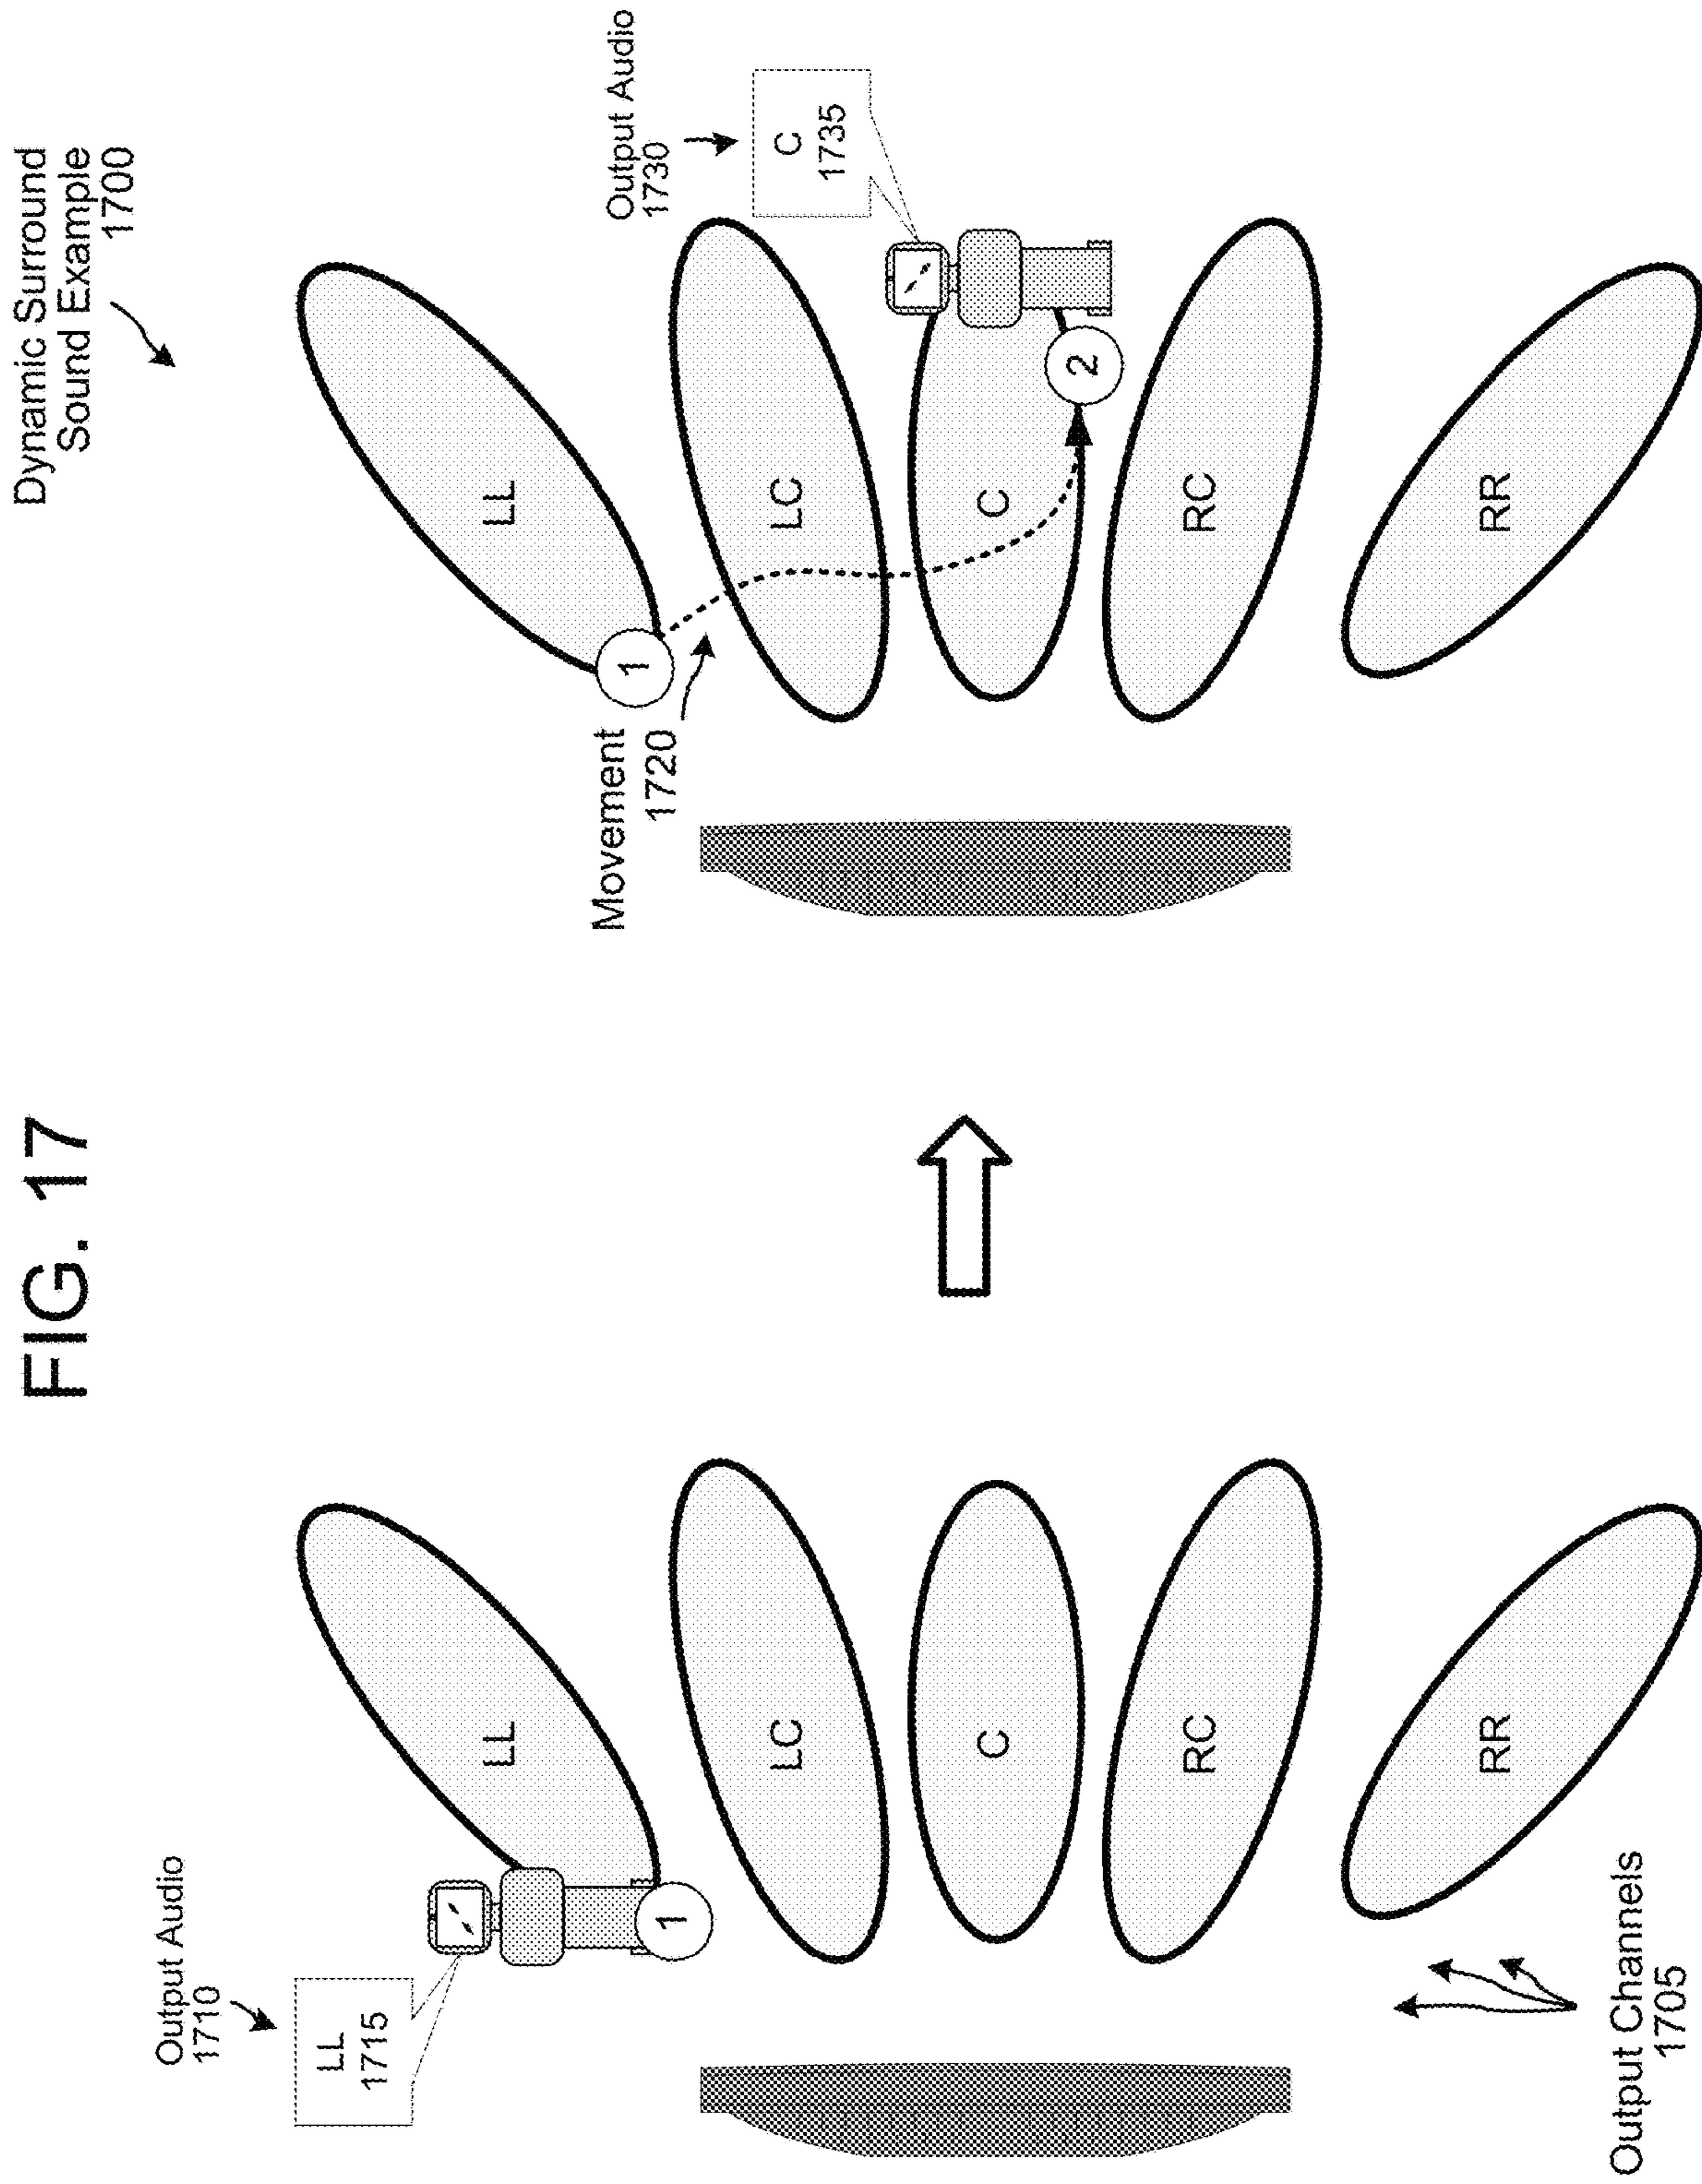 FIG. 17
Dynamic Surround
Sound Example
1700
Output Audio
1710
LL
1715
1
LL
LC
C
RC
RR
Output Channels
1705
Movement
1720
1
2
Output Audio
1730
C
1735
LL
LC
C
RC
RR